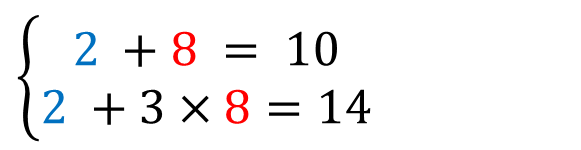 2 + 8 = 10
2 + 3 × 8 = 14